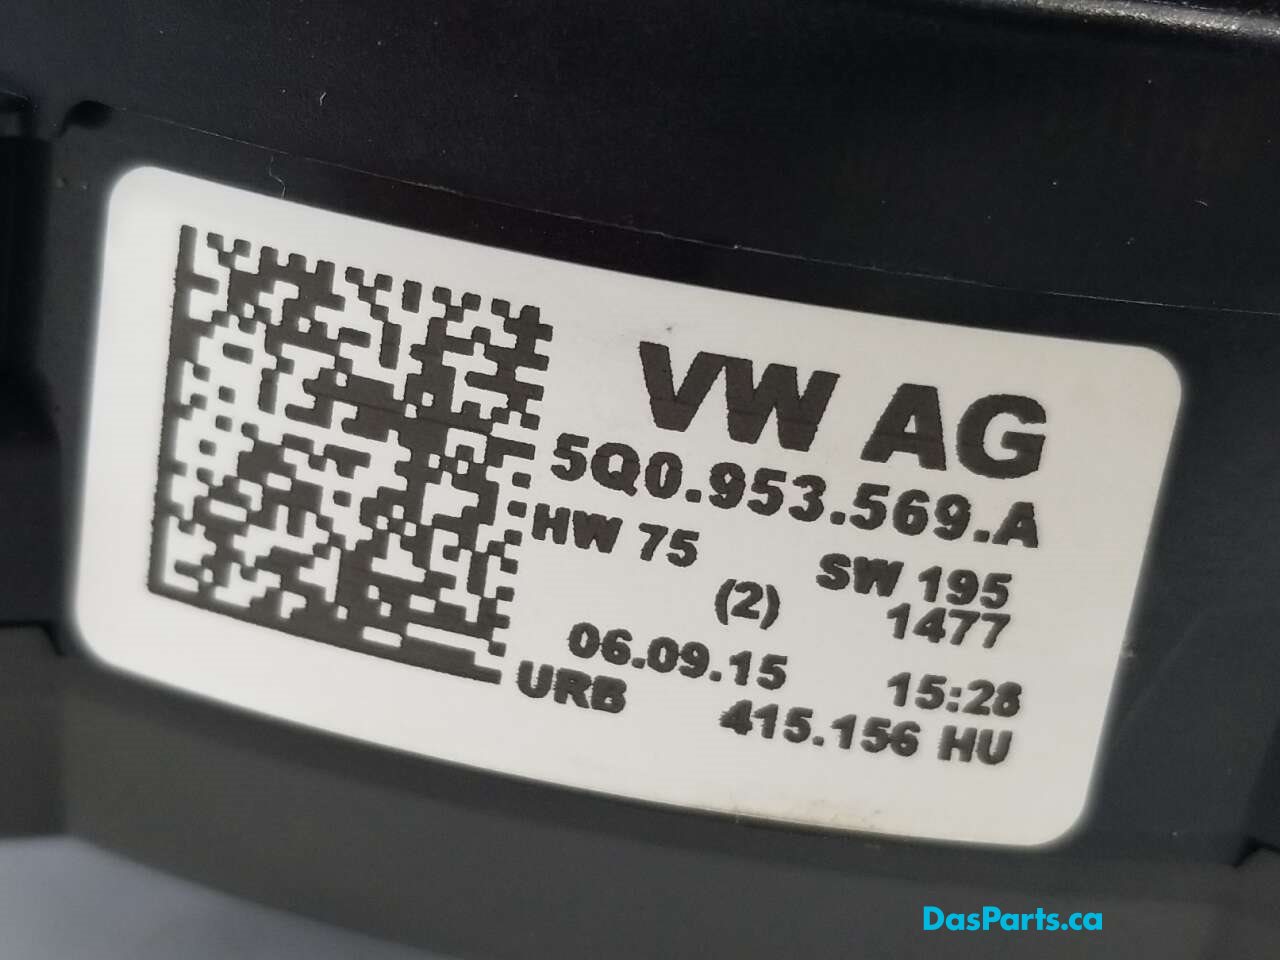 VW AG
5Q0.953.569.A
HW 75 SW 195
(2) 1477
06.09.15 15:28
URB 415.156 HU
DasParts.ca